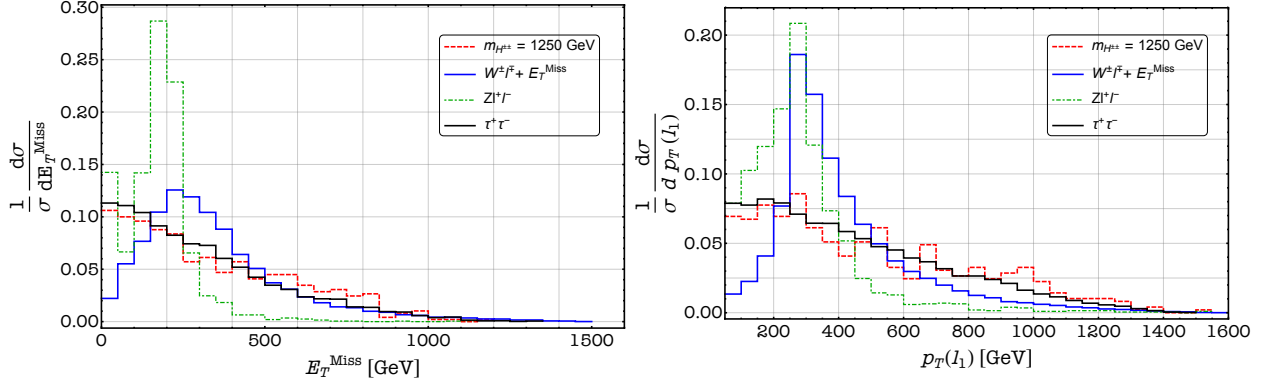 0.30
0.25
0.20
0.15
0.10
0.05
0.00
1/σ dσ/dE_T^Miss
m_H±± = 1250 GeV
W^± l^∓ + E_T^Miss
Zl⁺l⁻
τ⁺τ⁻
0 500 1000 1500
E_T^Miss [GeV]
0.20
0.15
0.10
0.05
0.00
1/σ dσ/d p_T(l₁)
m_H±± = 1250 GeV
W^± l^∓ + E_T^Miss
Zl⁺l⁻
τ⁺τ⁻
200 400 600 800 1000 1200 1400 1600
p_T(l₁) [GeV]